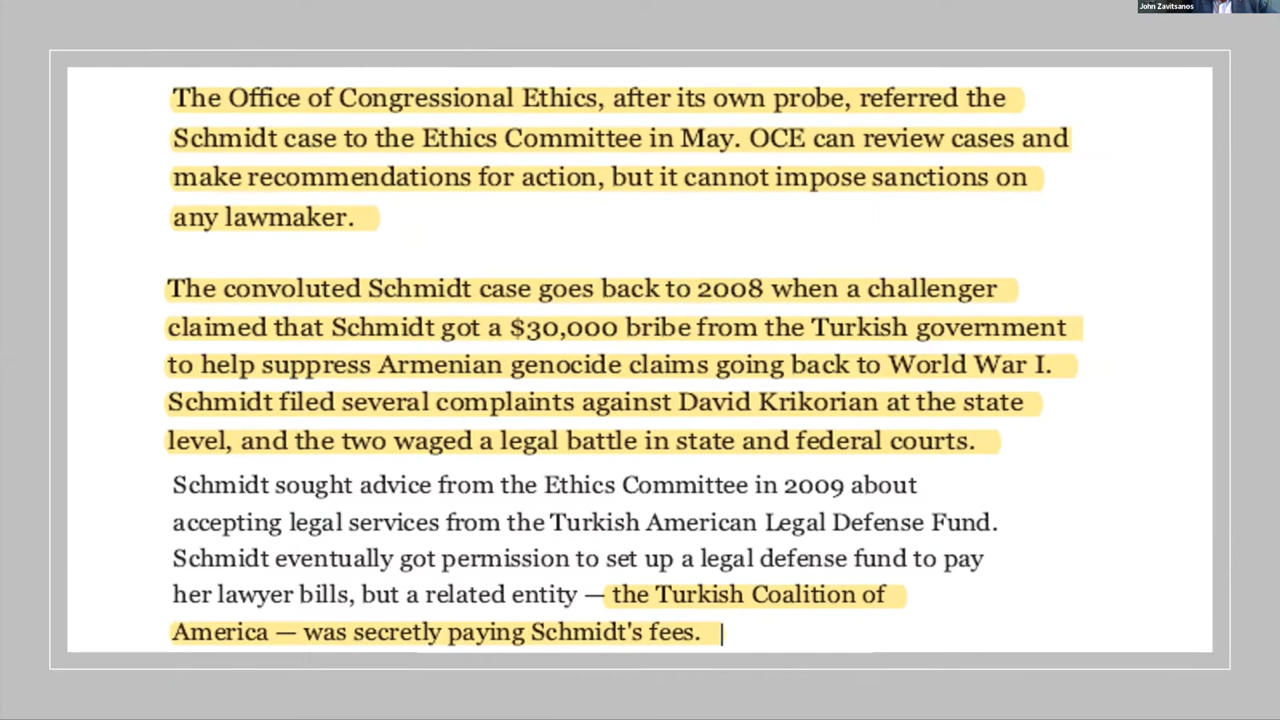 John Zavitsanos
The Office of Congressional Ethics, after its own probe, referred the
Schmidt case to the Ethics Committee in May. OCE can review cases and
make recommendations for action, but it cannot impose sanctions on
any lawmaker.
The convoluted Schmidt case goes back to 2008 when a challenger
claimed that Schmidt got a $30,000 bribe from the Turkish government
to help suppress Armenian genocide claims going back to World War I.
Schmidt filed several complaints against David Krikorian at the state
level, and the two waged a legal battle in state and federal courts.
Schmidt sought advice from the Ethics Committee in 2009 about
accepting legal services from the Turkish American Legal Defense Fund.
Schmidt eventually got permission to set up a legal defense fund to pay
her lawyer bills, but a related entity — the Turkish Coalition of
America — was secretly paying Schmidt's fees.